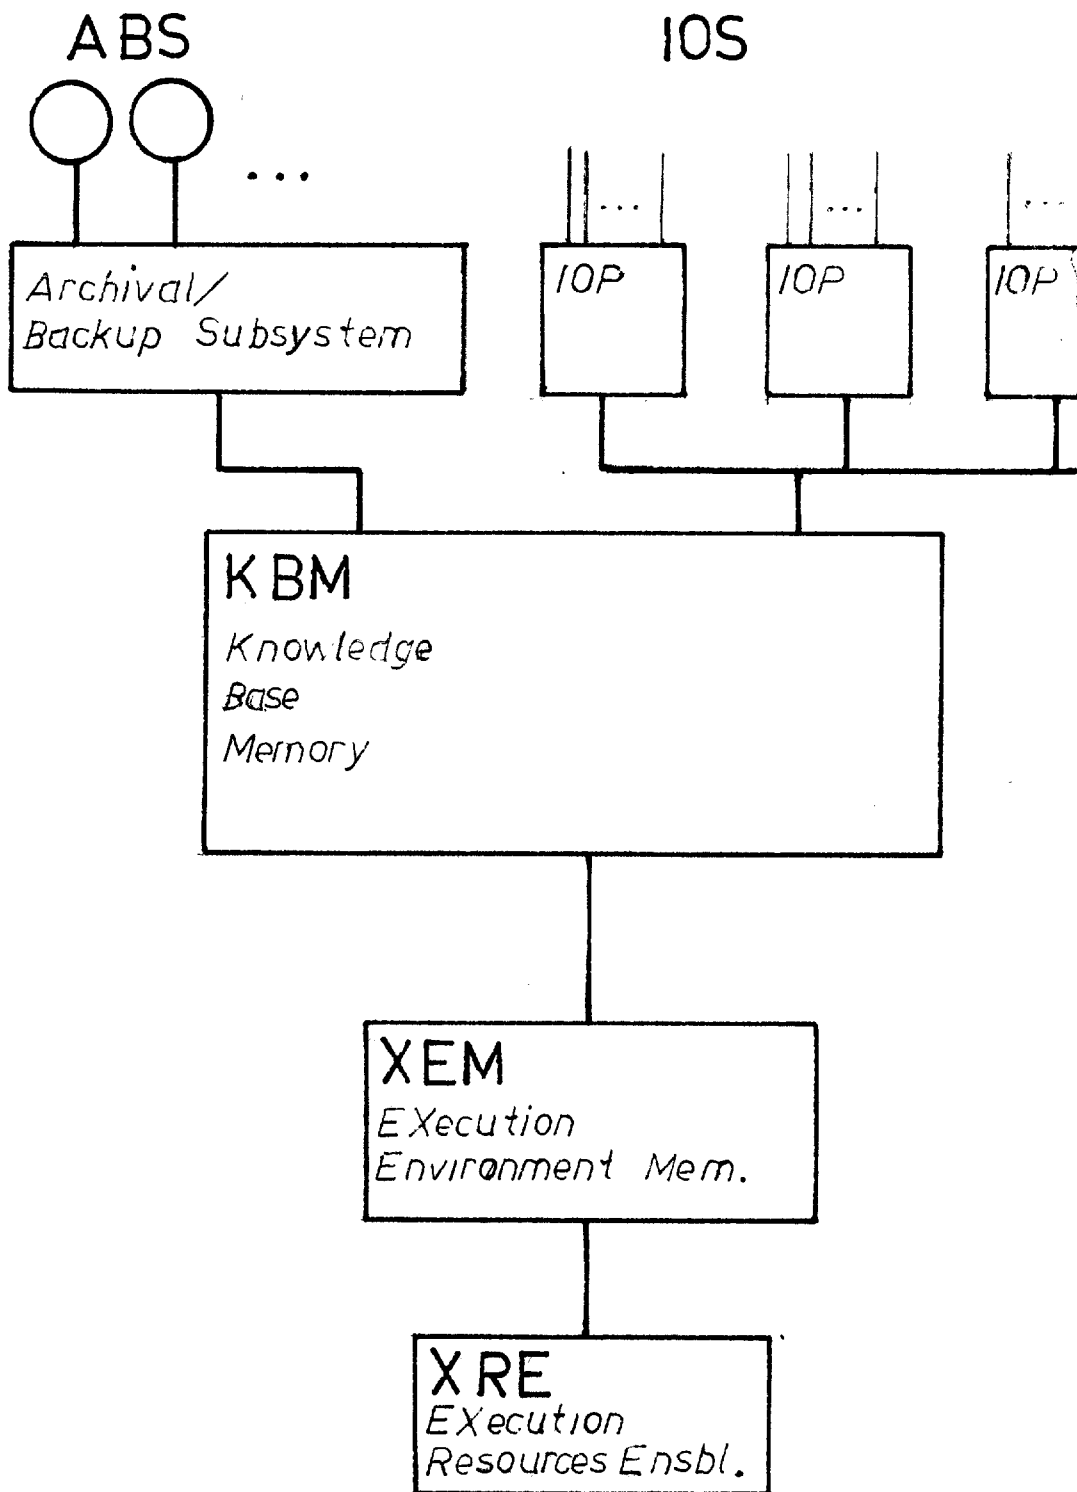 ABS
IOS
...
...
...
...
Archival/
Backup Subsystem
IOP
IOP
IOP
KBM
Knowledge
Base
Memory
XEM
EXecution
Environment Mem.
XRE
EXecution
Resources Ensbl.